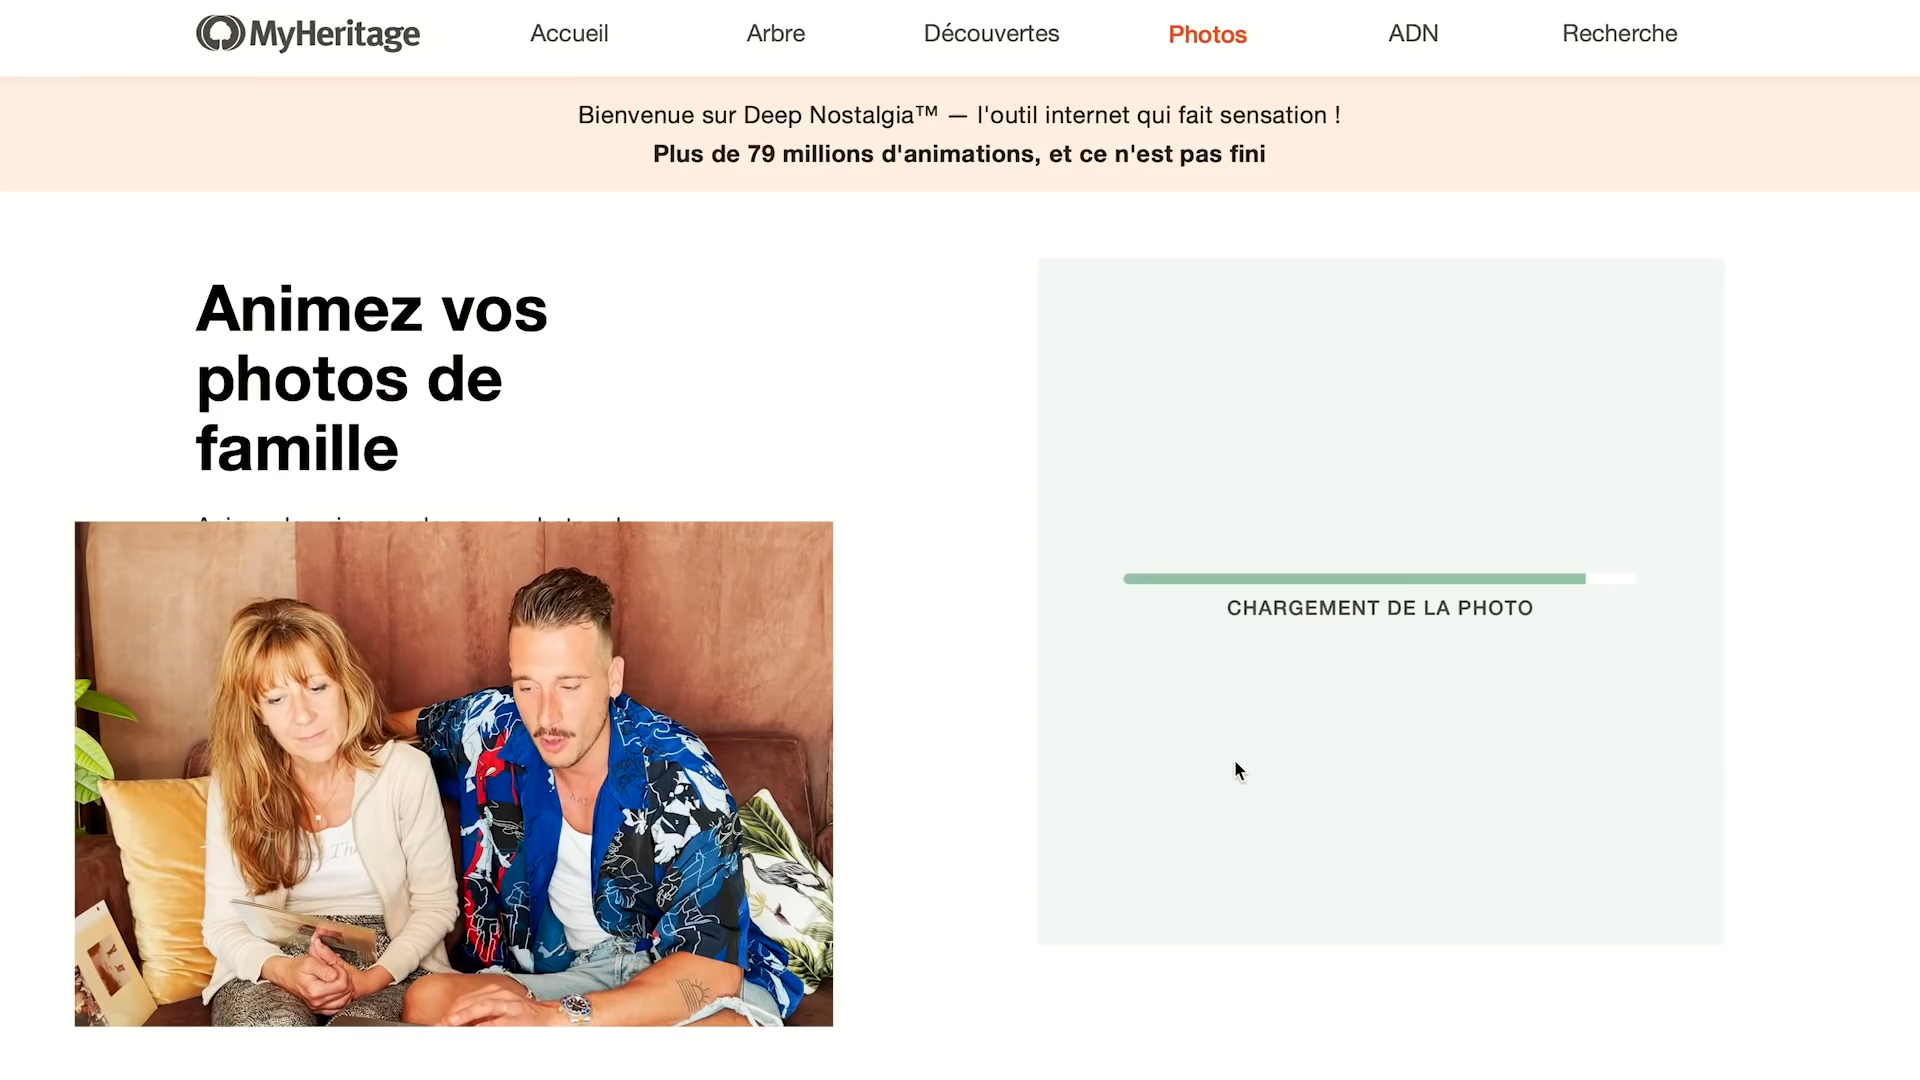 MyHeritage
Accueil
Arbre
Découvertes
Photos
ADN
Recherche
Bienvenue sur Deep Nostalgia™ — l'outil internet qui fait sensation !
Plus de 79 millions d'animations, et ce n'est pas fini
Animez vos
photos de
famille
CHARGEMENT DE LA PHOTO